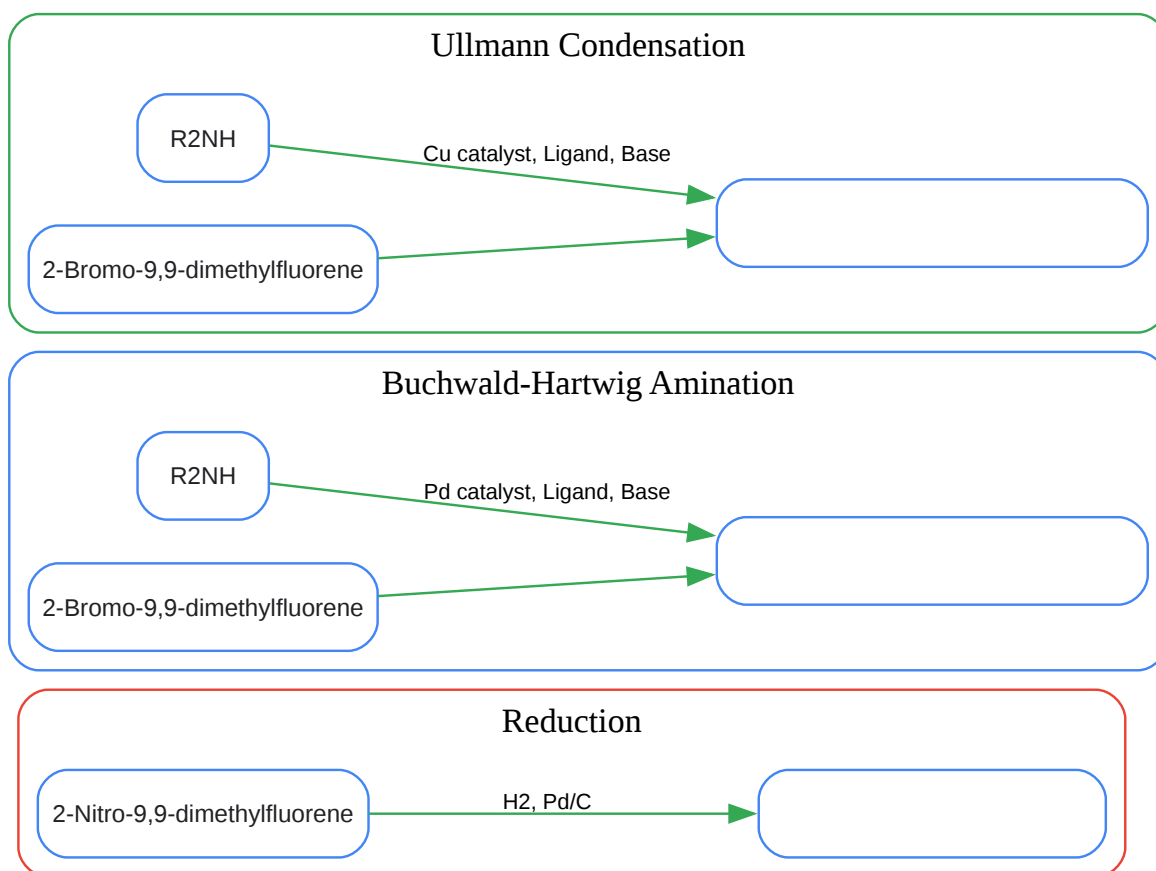 Ullmann Condensation
R2NH
Cu catalyst, Ligand, Base
2-Bromo-9,9-dimethylfluorene
Buchwald-Hartwig Amination
R2NH
Pd catalyst, Ligand, Base
2-Bromo-9,9-dimethylfluorene
Reduction
2-Nitro-9,9-dimethylfluorene
H2, Pd/C